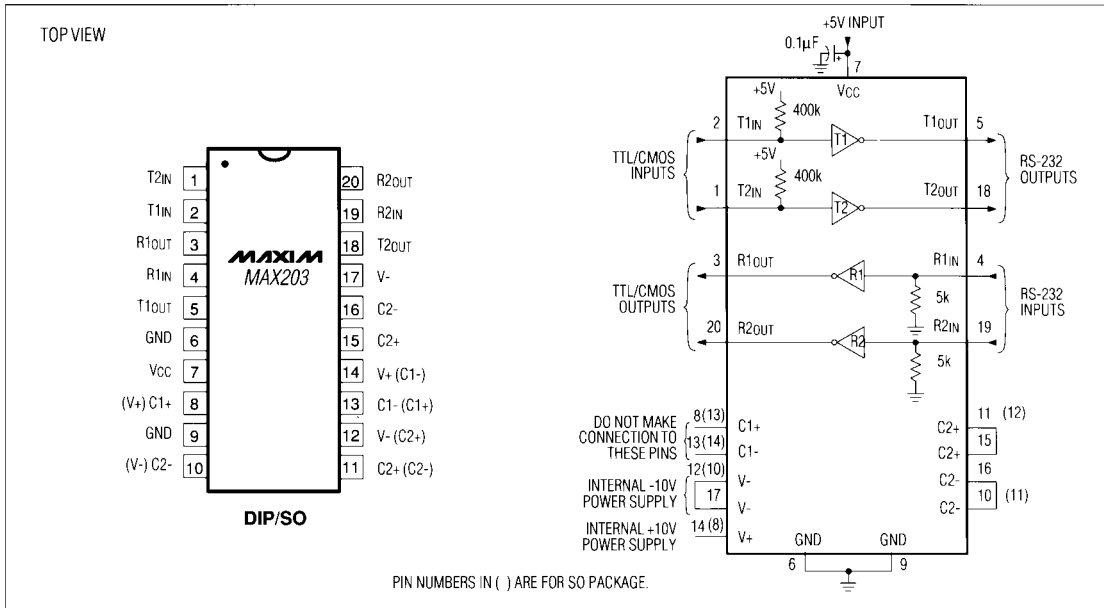 TOP VIEW
T2IN 1
T1IN 2
R1OUT 3
R1IN 4
T1OUT 5
GND 6
VCC 7
(V+) C1+ 8
GND 9
(V-) C2- 10
20 R2OUT
19 R2IN
18 T2OUT
17 V-
16 C2-
15 C2+
14 V+ (C1-)
13 C1- (C1+)
12 V- (C2+)
11 C2+ (C2-)
MAXIM
MAX203
DIP/SO
+5V INPUT
0.1µF
7
VCC
+5V
400k
2 T1IN T1 T1OUT 5
TTL/CMOS
INPUTS
RS-232
OUTPUTS
+5V
400k
1 T2IN T2 T2OUT 18
3 R1OUT R1 R1IN 4
TTL/CMOS
OUTPUTS
5k
RS-232
INPUTS
20 R2OUT R2 R2IN 19
5k
DO NOT MAKE
CONNECTION TO
THESE PINS
8(13) C1+
13(14) C1-
INTERNAL -10V
POWER SUPPLY
12(10) V-
17 V-
INTERNAL +10V
POWER SUPPLY
14(8) V+
C2+ 11 (12)
C2+ 15
C2- 16
C2- 10 (11)
GND GND
6 9
PIN NUMBERS IN ( ) ARE FOR SO PACKAGE.